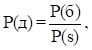 P(д) = P(б) / P(s),